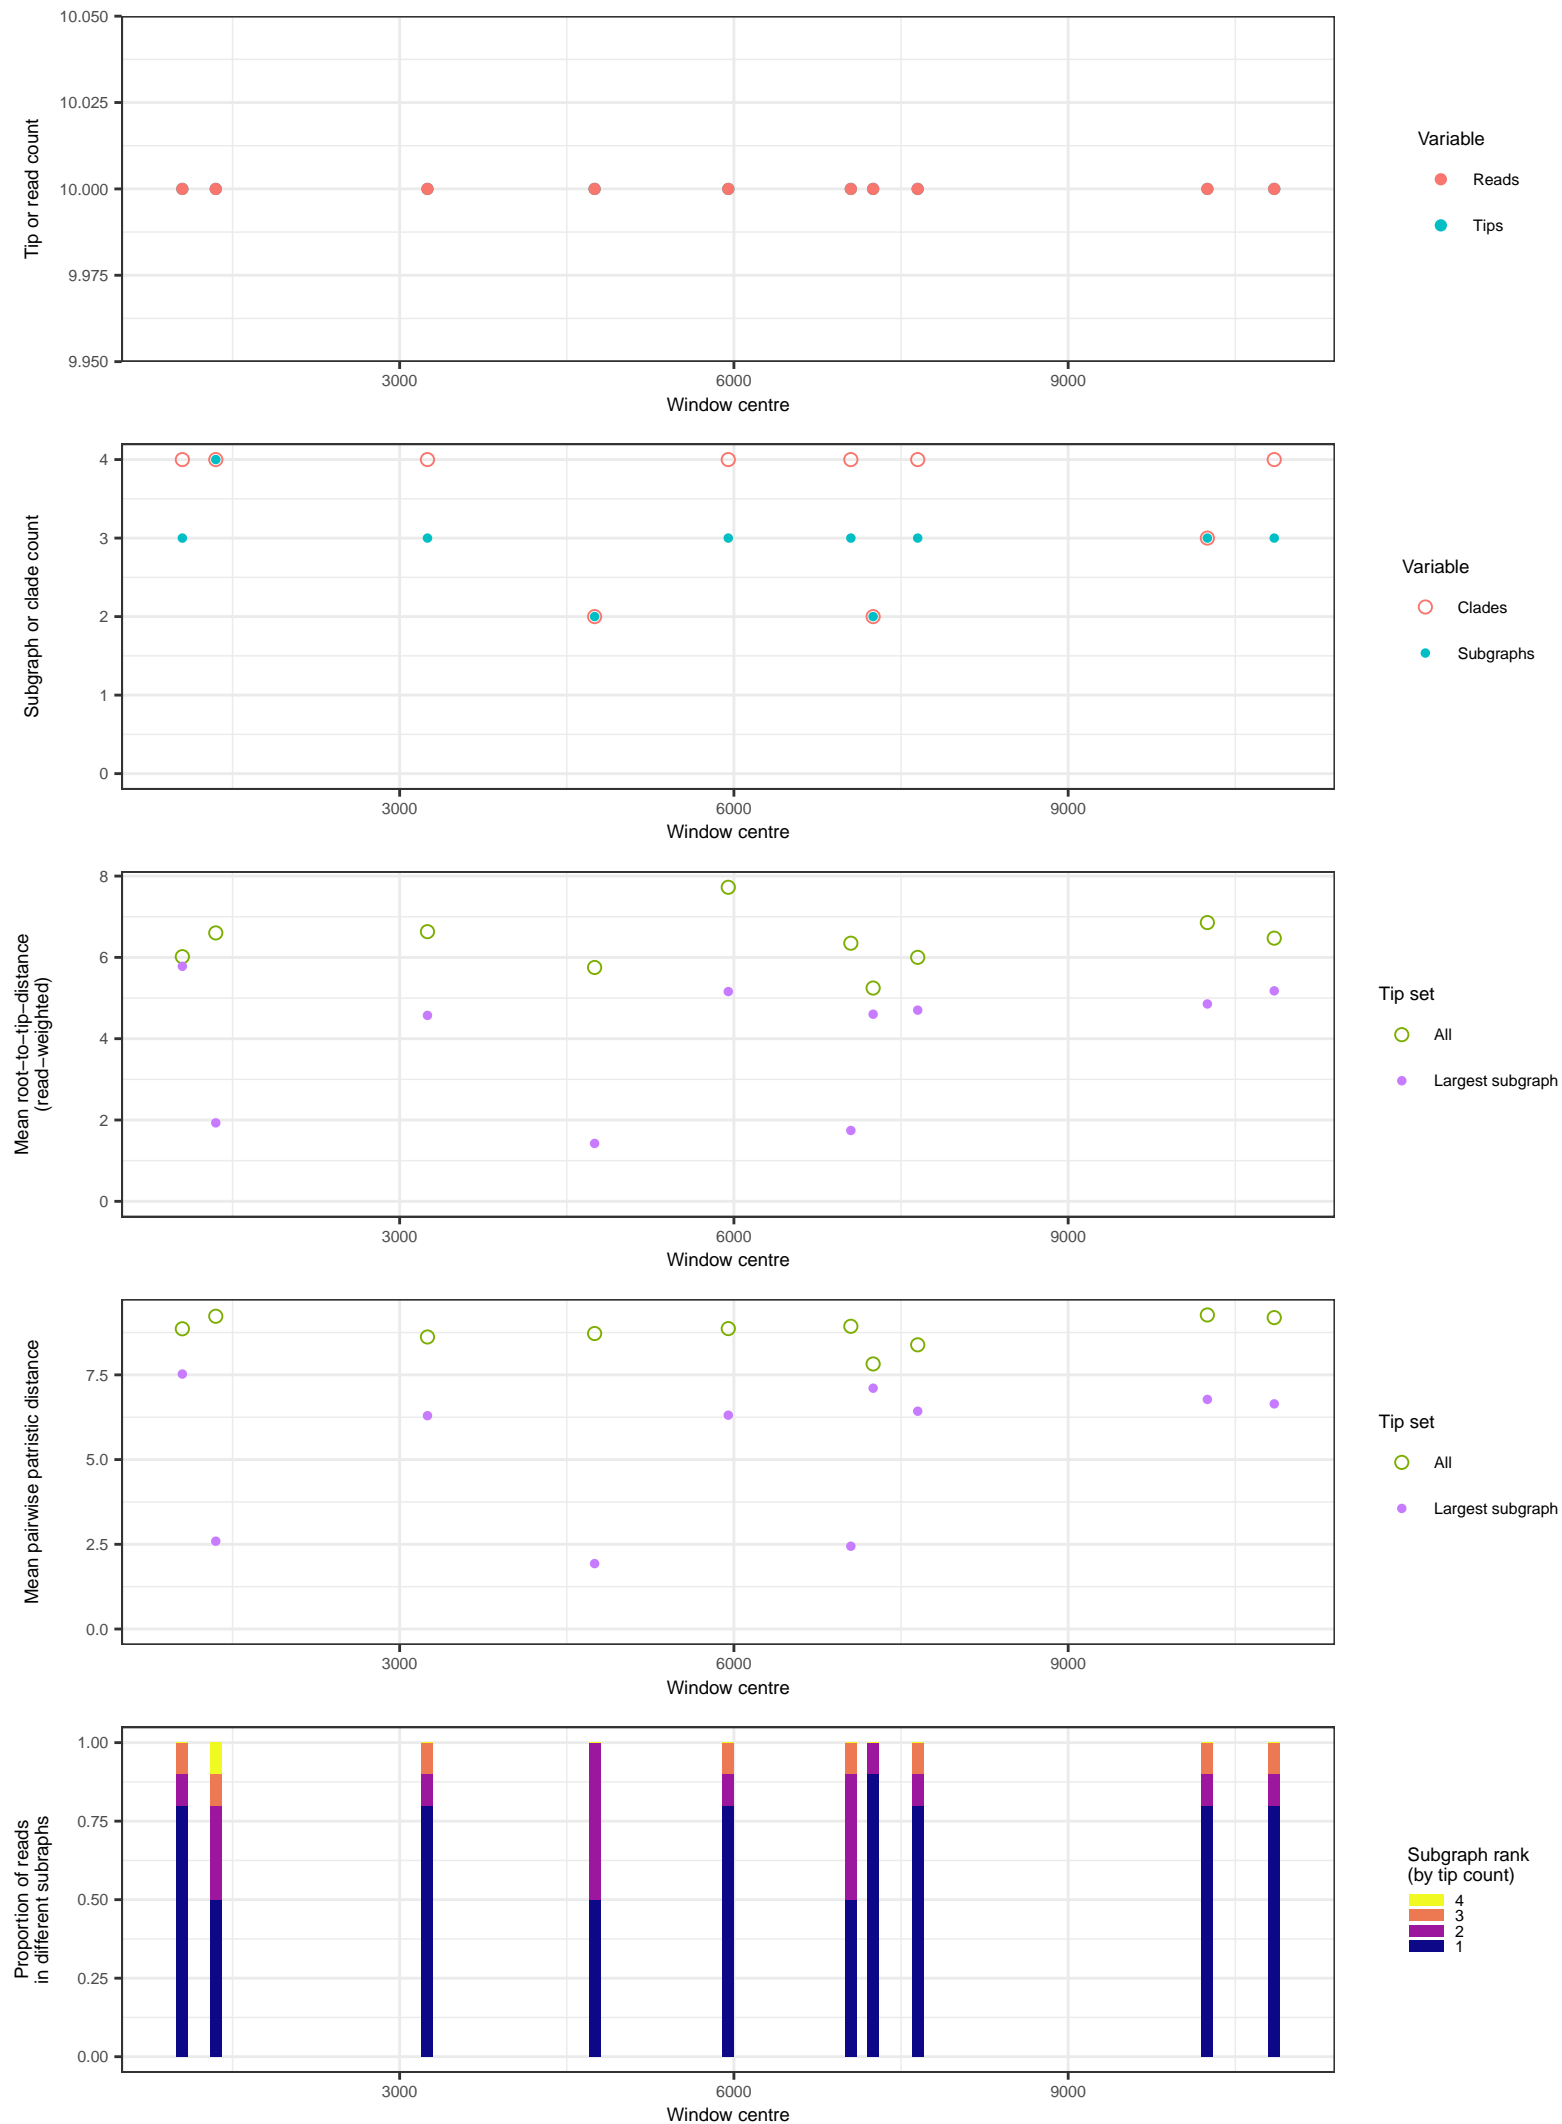 10.050
10.025
10.000
9.975
9.950
Tip or read count
3000 6000 9000
Window centre
Variable
Reads
Tips
4
3
2
1
0
Subgraph or clade count
3000 6000 9000
Window centre
Variable
Clades
Subgraphs
8
6
4
2
0
Mean root−to−tip−distance
(read−weighted)
3000 6000 9000
Window centre
Tip set
All
Largest subgraph
7.5
5.0
2.5
0.0
Mean pairwise patristic distance
3000 6000 9000
Window centre
Tip set
All
Largest subgraph
1.00
0.75
0.50
0.25
0.00
Proportion of reads
in different subraphs
3000 6000 9000
Window centre
Subgraph rank
(by tip count)
4
3
2
1